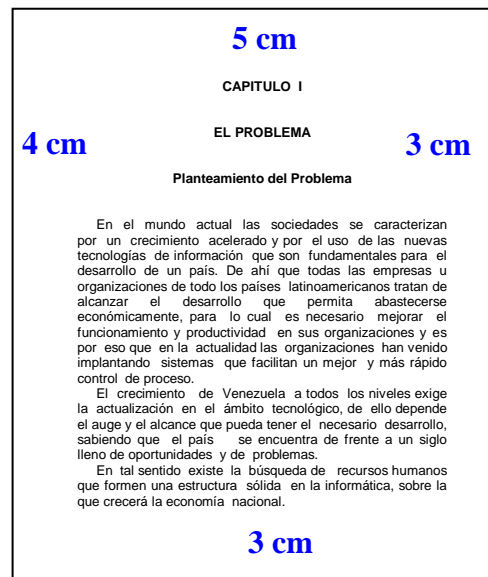 5 cm
CAPITULO I
EL PROBLEMA
4 cm
3 cm
Planteamiento del Problema
En el mundo actual las sociedades se caracterizan
por un crecimiento acelerado y por el uso de las nuevas
tecnologías de información que son fundamentales para el
desarrollo de un país. De ahí que todas las empresas u
organizaciones de todo los países latinoamericanos tratan de
alcanzar el desarrollo que permita abastecerse
económicamente, para lo cual es necesario mejorar el
funcionamiento y productividad en sus organizaciones y es
por eso que en la actualidad las organizaciones han venido
implantando sistemas que facilitan un mejor y más rápido
control de proceso.
El crecimiento de Venezuela a todos los niveles exige
la actualización en el ámbito tecnológico, de ello depende
el auge y el alcance que pueda tener el necesario desarrollo,
sabiendo que el país se encuentra de frente a un siglo
lleno de oportunidades y de problemas.
En tal sentido existe la búsqueda de recursos humanos
que formen una estructura sólida en la informática, sobre la
que crecerá la economía nacional.
3 cm